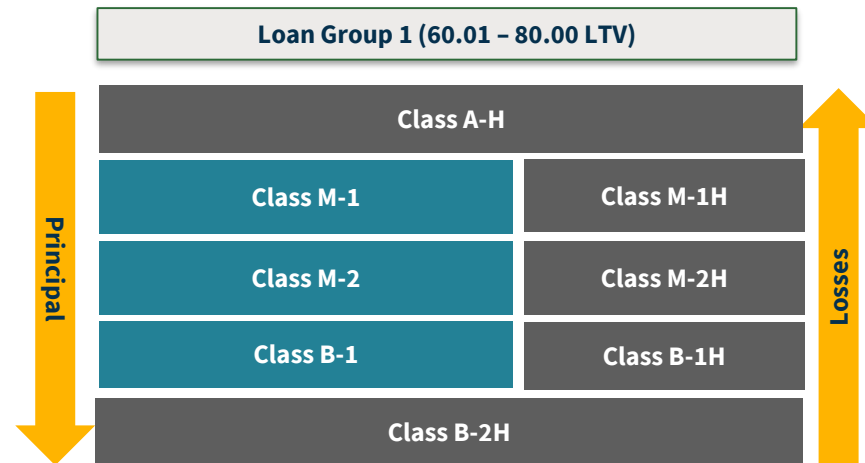 Loan Group 1 (60.01 – 80.00 LTV)
Principal
Class A-H
Class M-1
Class M-1H
Class M-2
Class M-2H
Class B-1
Class B-1H
Class B-2H
Losses